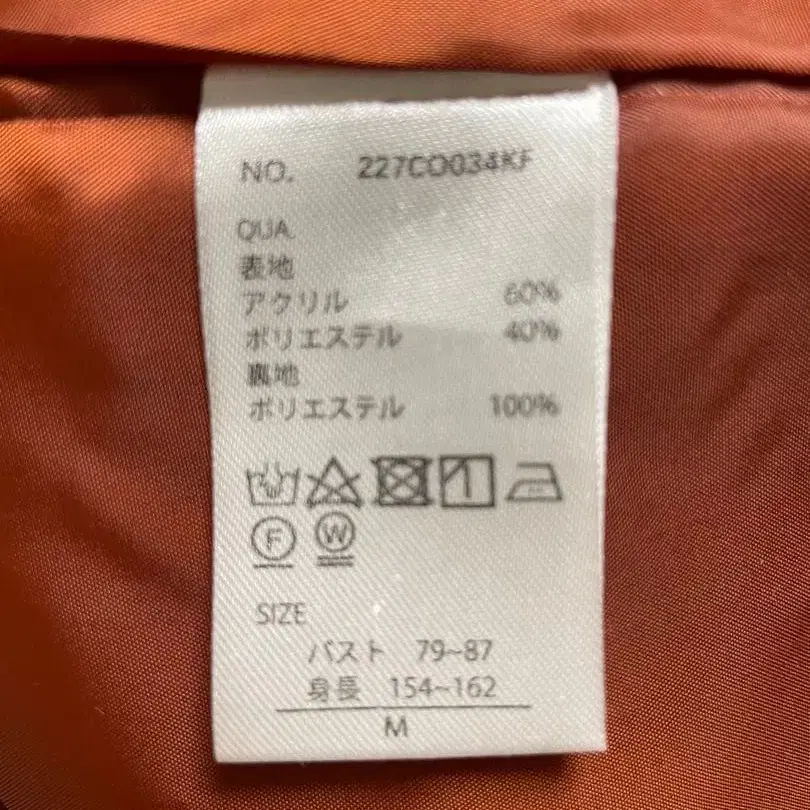 NO. 227CO034KF
QUA.
表地
アクリル 60%
ポリエステル 40%
裏地
ポリエステル 100%
F W
SIZE
バスト 79~87
身長 154~162
M